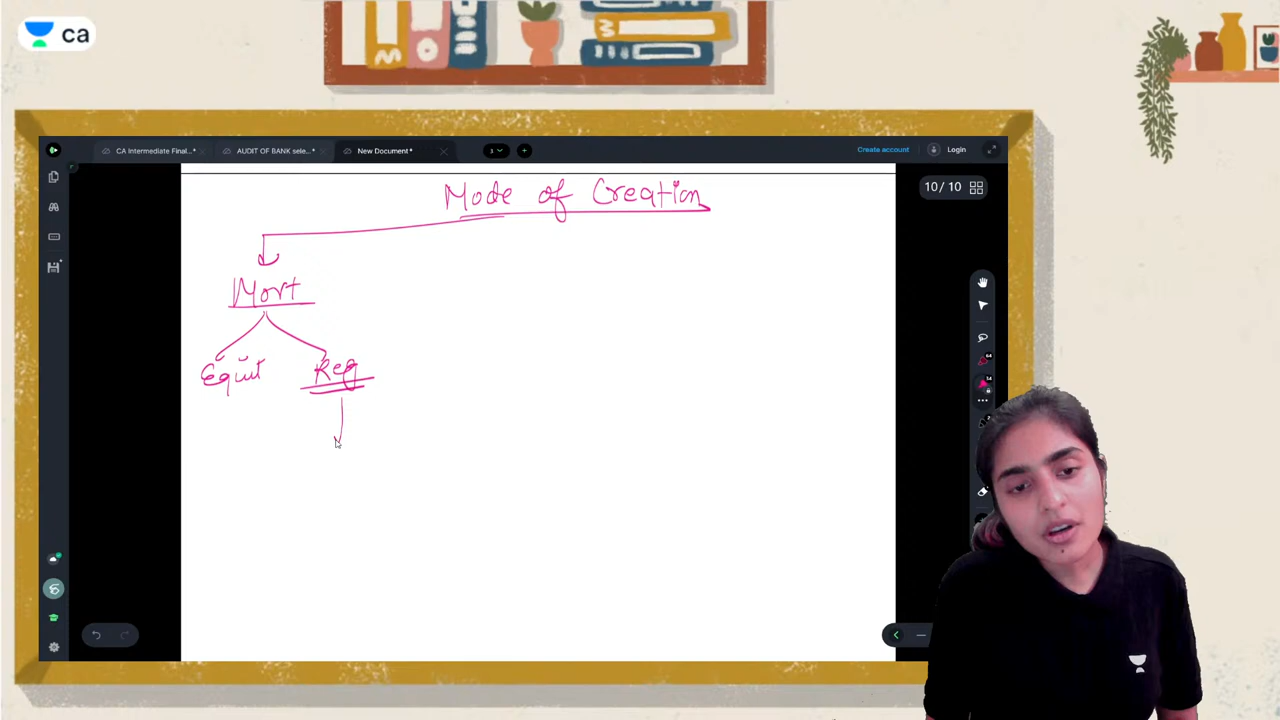 ca
CA Intermediate Final...*
AUDIT OF BANK selec...*
New Document*
Create account
Login
10/10
Mode of Creation
Mort
Equit
Reg